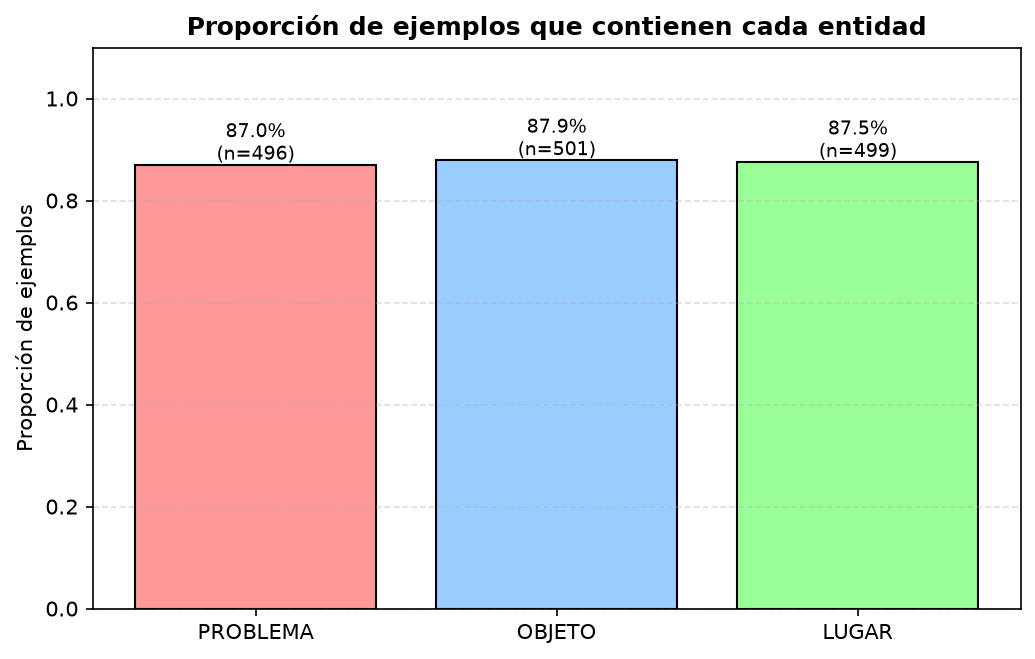 Proporción de ejemplos que contienen cada entidad
Proporción de ejemplos
1.0
0.8
0.6
0.4
0.2
0.0
87.0%
(n=496)
87.9%
(n=501)
87.5%
(n=499)
PROBLEMA
OBJETO
LUGAR